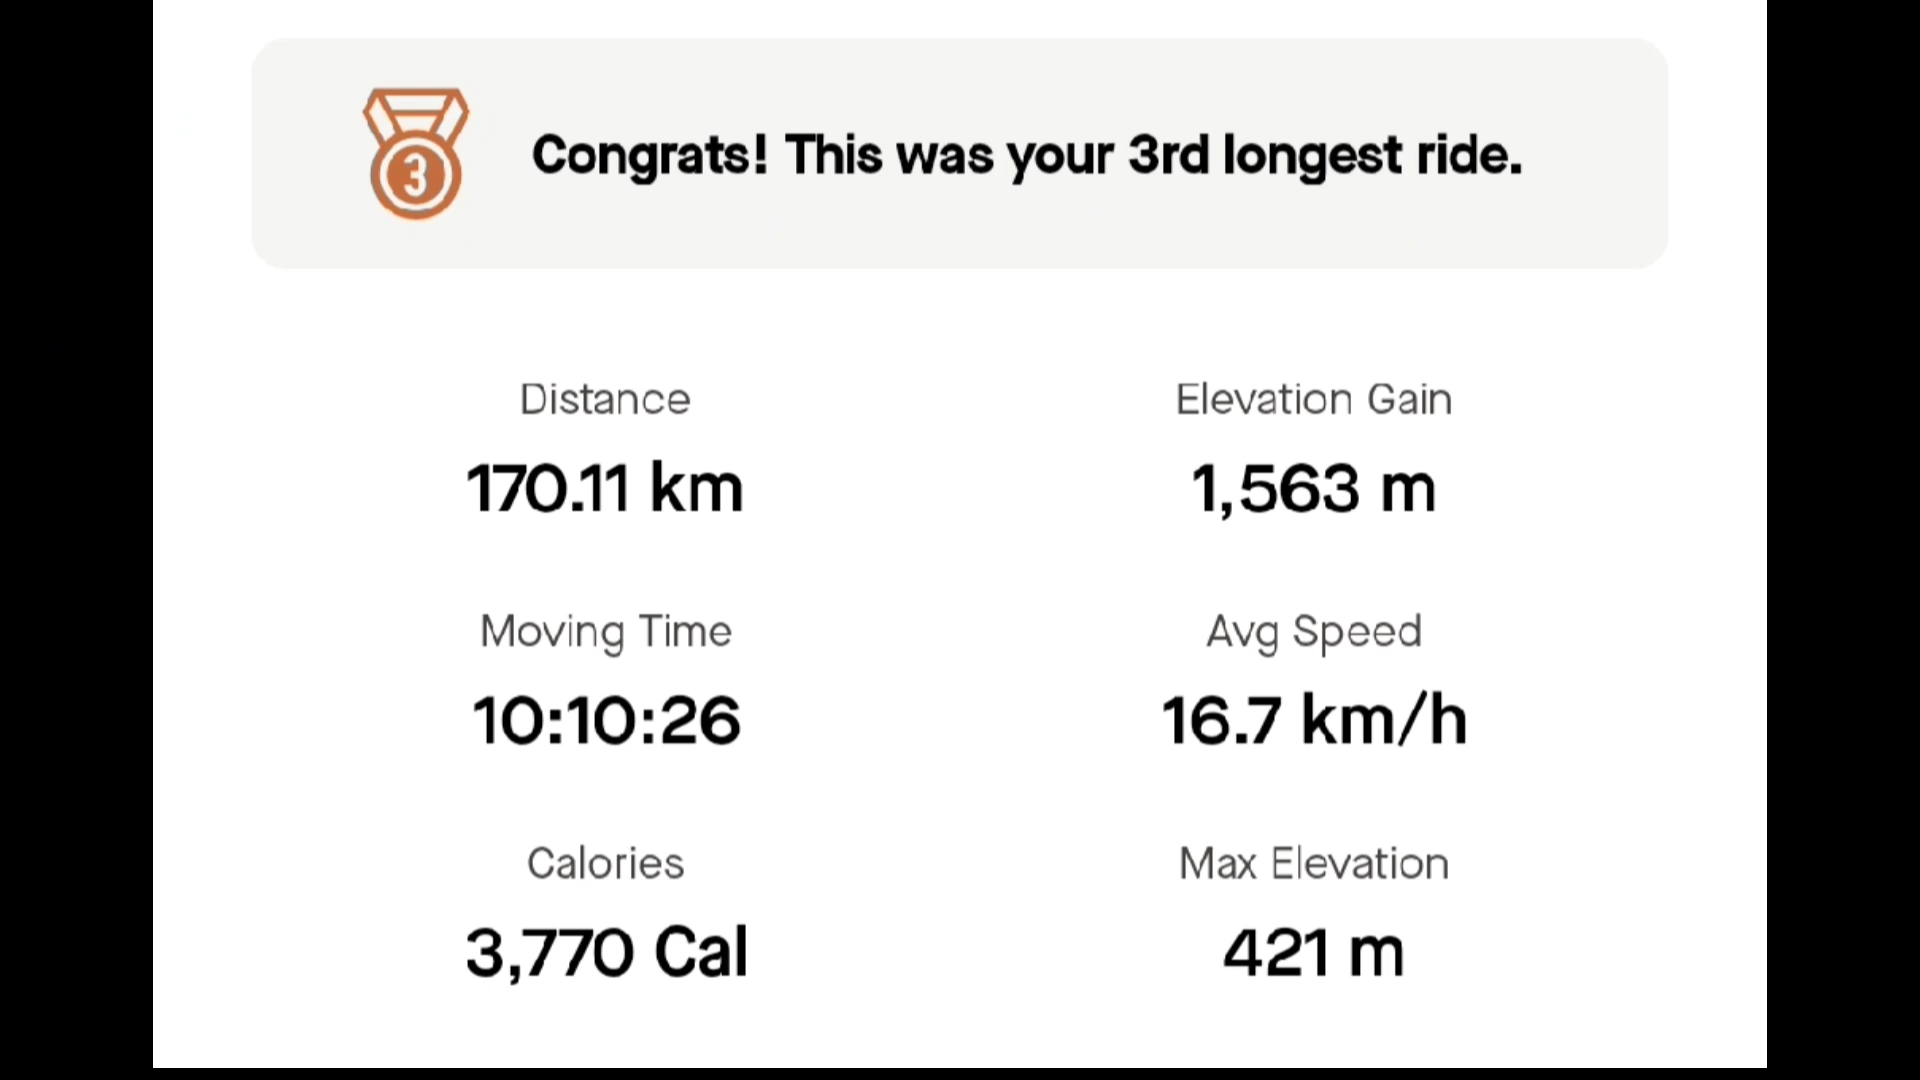 3
Congrats! This was your 3rd longest ride.
Distance
Elevation Gain
170.11 km
1,563 m
Moving Time
Avg Speed
10:10:26
16.7 km/h
Calories
Max Elevation
3,770 Cal
421 m